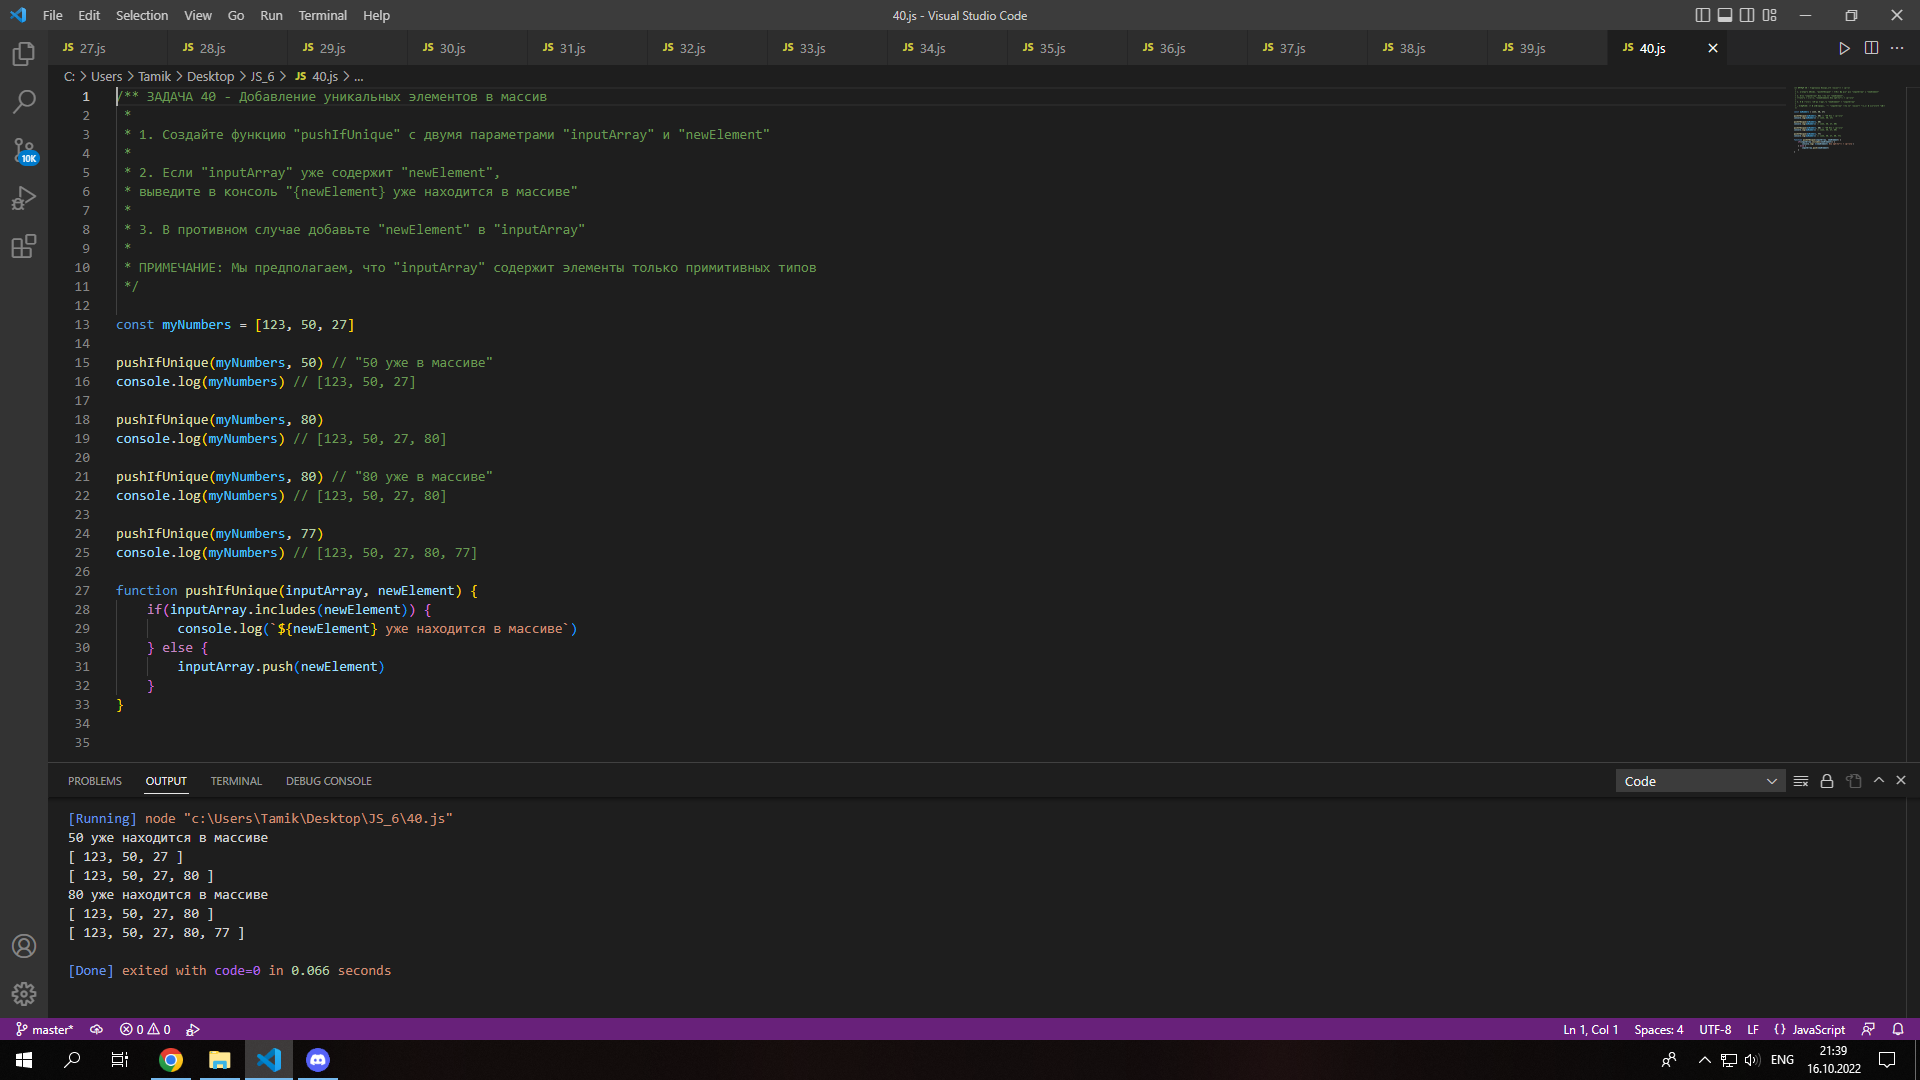 File Edit Selection View Go Run Terminal Help 40.js - Visual Studio Code
JS 27.js JS 28.js JS 29.js JS 30.js JS 31.js JS 32.js JS 33.js JS 34.js JS 35.js JS 36.js JS 37.js JS 38.js JS 39.js JS 40.js
C: > Users > Tamik > Desktop > JS_6 > JS 40.js > ...
1 /** ЗАДАЧА 40 - Добавление уникальных элементов в массив
2 *
3 * 1. Создайте функцию "pushIfUnique" с двумя параметрами "inputArray" и "newElement"
4 *
5 * 2. Если "inputArray" уже содержит "newElement",
6 * выведите в консоль "{newElement} уже находится в массиве"
7 *
8 * 3. В противном случае добавьте "newElement" в "inputArray"
9 *
10 * ПРИМЕЧАНИЕ: Мы предполагаем, что "inputArray" содержит элементы только примитивных типов
11 */
12
13 const myNumbers = [123, 50, 27]
14
15 pushIfUnique(myNumbers, 50) // "50 уже в массиве"
16 console.log(myNumbers) // [123, 50, 27]
17
18 pushIfUnique(myNumbers, 80)
19 console.log(myNumbers) // [123, 50, 27, 80]
20
21 pushIfUnique(myNumbers, 80) // "80 уже в массиве"
22 console.log(myNumbers) // [123, 50, 27, 80]
23
24 pushIfUnique(myNumbers, 77)
25 console.log(myNumbers) // [123, 50, 27, 80, 77]
26
27 function pushIfUnique(inputArray, newElement) {
28 if(inputArray.includes(newElement)) {
29 console.log(`${newElement} уже находится в массиве`)
30 } else {
31 inputArray.push(newElement)
32 }
33 }
34
35
10K
PROBLEMS OUTPUT TERMINAL DEBUG CONSOLE Code
[Running] node "c:\Users\Tamik\Desktop\JS_6\40.js"
50 уже находится в массиве
[ 123, 50, 27 ]
[ 123, 50, 27, 80 ]
80 уже находится в массиве
[ 123, 50, 27, 80 ]
[ 123, 50, 27, 80, 77 ]
[Done] exited with code=0 in 0.066 seconds
master* 0 0 Ln 1, Col 1 Spaces: 4 UTF-8 LF {} JavaScript
ENG 21:39
16.10.2022